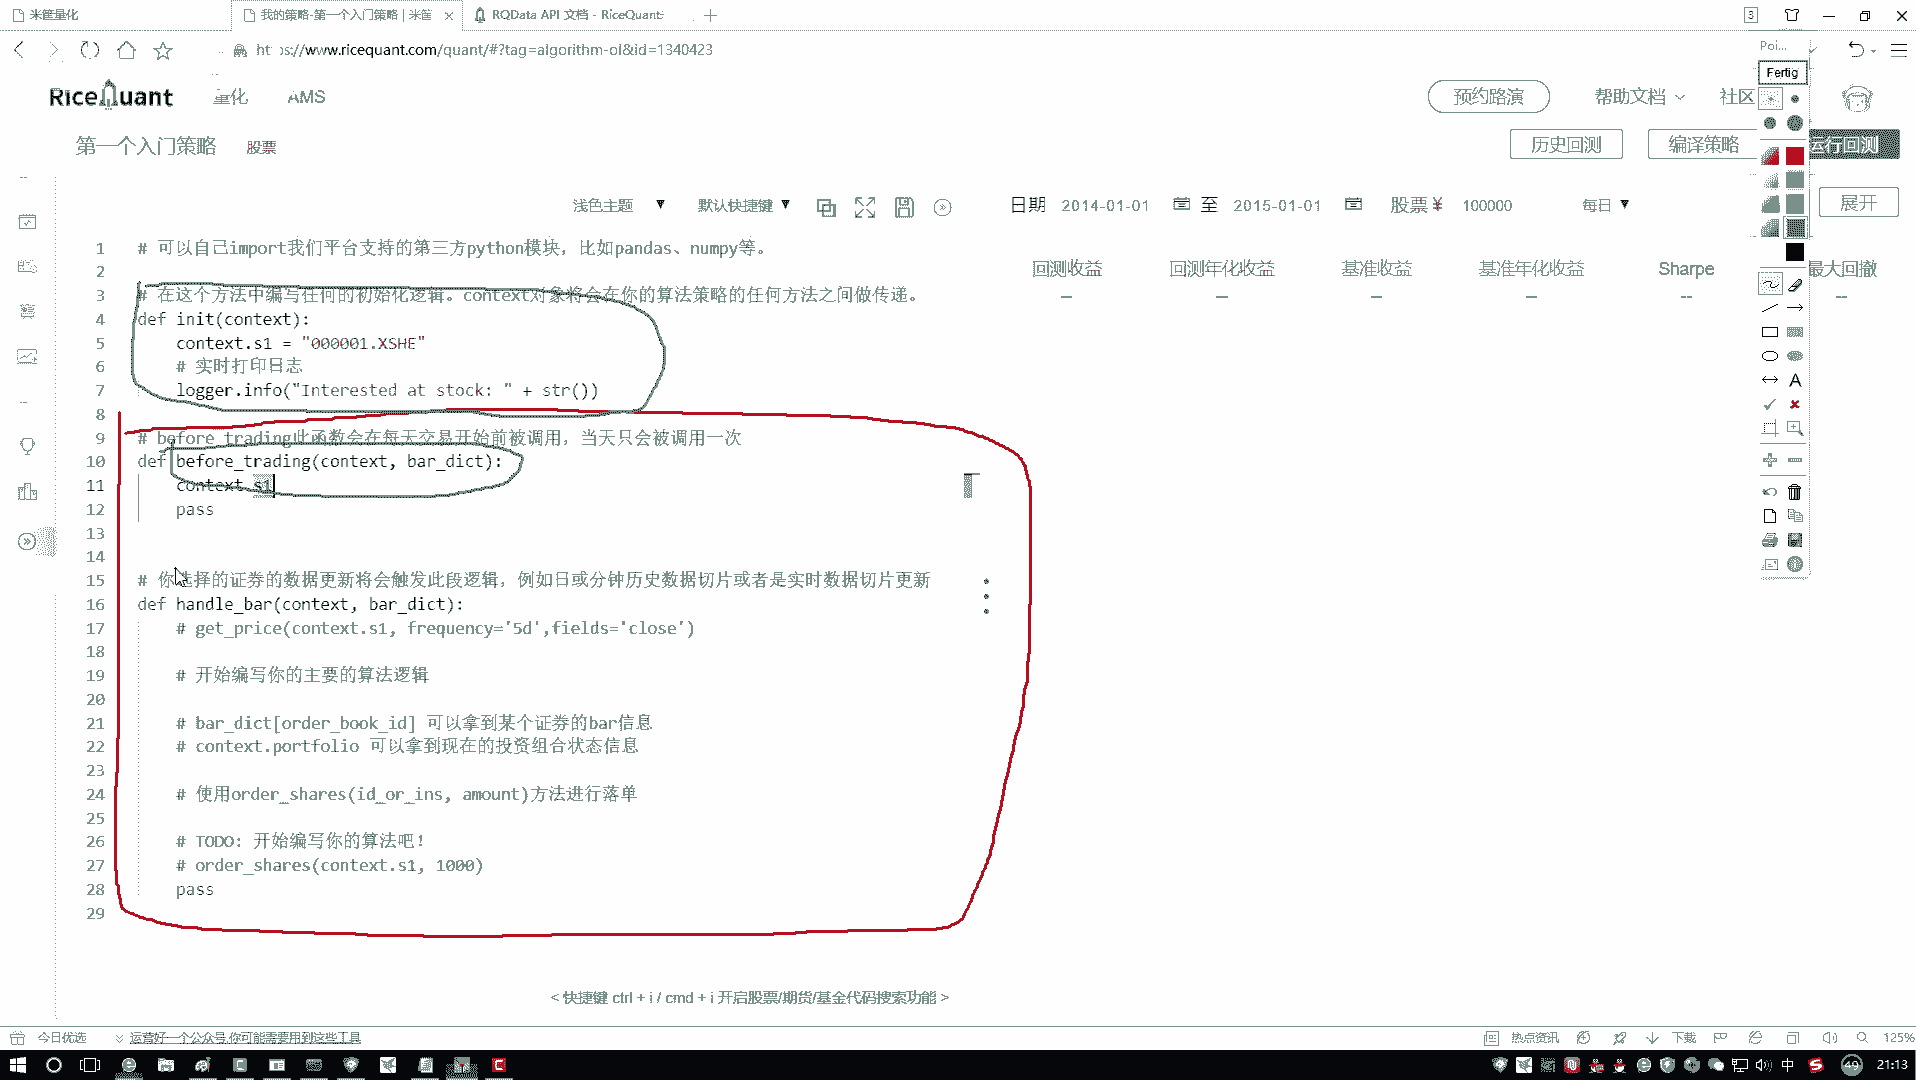 米筐量化
我的策略-第一个入门策略 | 米筐
RQData API 文档 - RiceQuant
3
https://www.ricequant.com/quant/#?tag=algorithm-ol&id=1340423
Poi...
Fertig
RiceQuant
量化
AMS
预约路演
帮助文档
社区
第一个入门策略
股票
历史回测
编译策略
运行回测
浅色主题
默认快捷键
日期 2014-01-01 至 2015-01-01
股票 ¥ 100000
每日
展开
回测收益 回测年化收益 基准收益 基准年化收益 Sharpe 最大回撤
-- -- -- -- -- --
1 # 可以自己import我们平台支持的第三方python模块，比如pandas、numpy等。
2
3 # 在这个方法中编写任何的初始化逻辑。context对象将会在你的算法策略的任何方法之间做传递。
4 def init(context):
5 context.s1 = "000001.XSHE"
6 # 实时打印日志
7 logger.info("Interested at stock: " + str())
8
9 # before_trading此函数会在每天交易开始前被调用，当天只会被调用一次
10 def before_trading(context, bar_dict):
11 context.s1
12 pass
13
14
15 # 你选择的证券的数据更新将会触发此段逻辑，例如日或分钟历史数据切片或者是实时数据切片更新
16 def handle_bar(context, bar_dict):
17 # get_price(context.s1, frequency='5d',fields='close')
18
19 # 开始编写你的主要的算法逻辑
20
21 # bar_dict[order_book_id] 可以拿到某个证券的bar信息
22 # context.portfolio 可以拿到现在的投资组合状态信息
23
24 # 使用order_shares(id_or_ins, amount)方法进行落单
25
26 # TODO: 开始编写你的算法吧！
27 # order_shares(context.s1, 1000)
28 pass
29
< 快捷键 ctrl + i / cmd + i 开启股票/期货/基金代码搜索功能 >
今日优选
运营好一个公众号,你可能需要用到这些工具
热点资讯
下载
125%
中
49
21:13